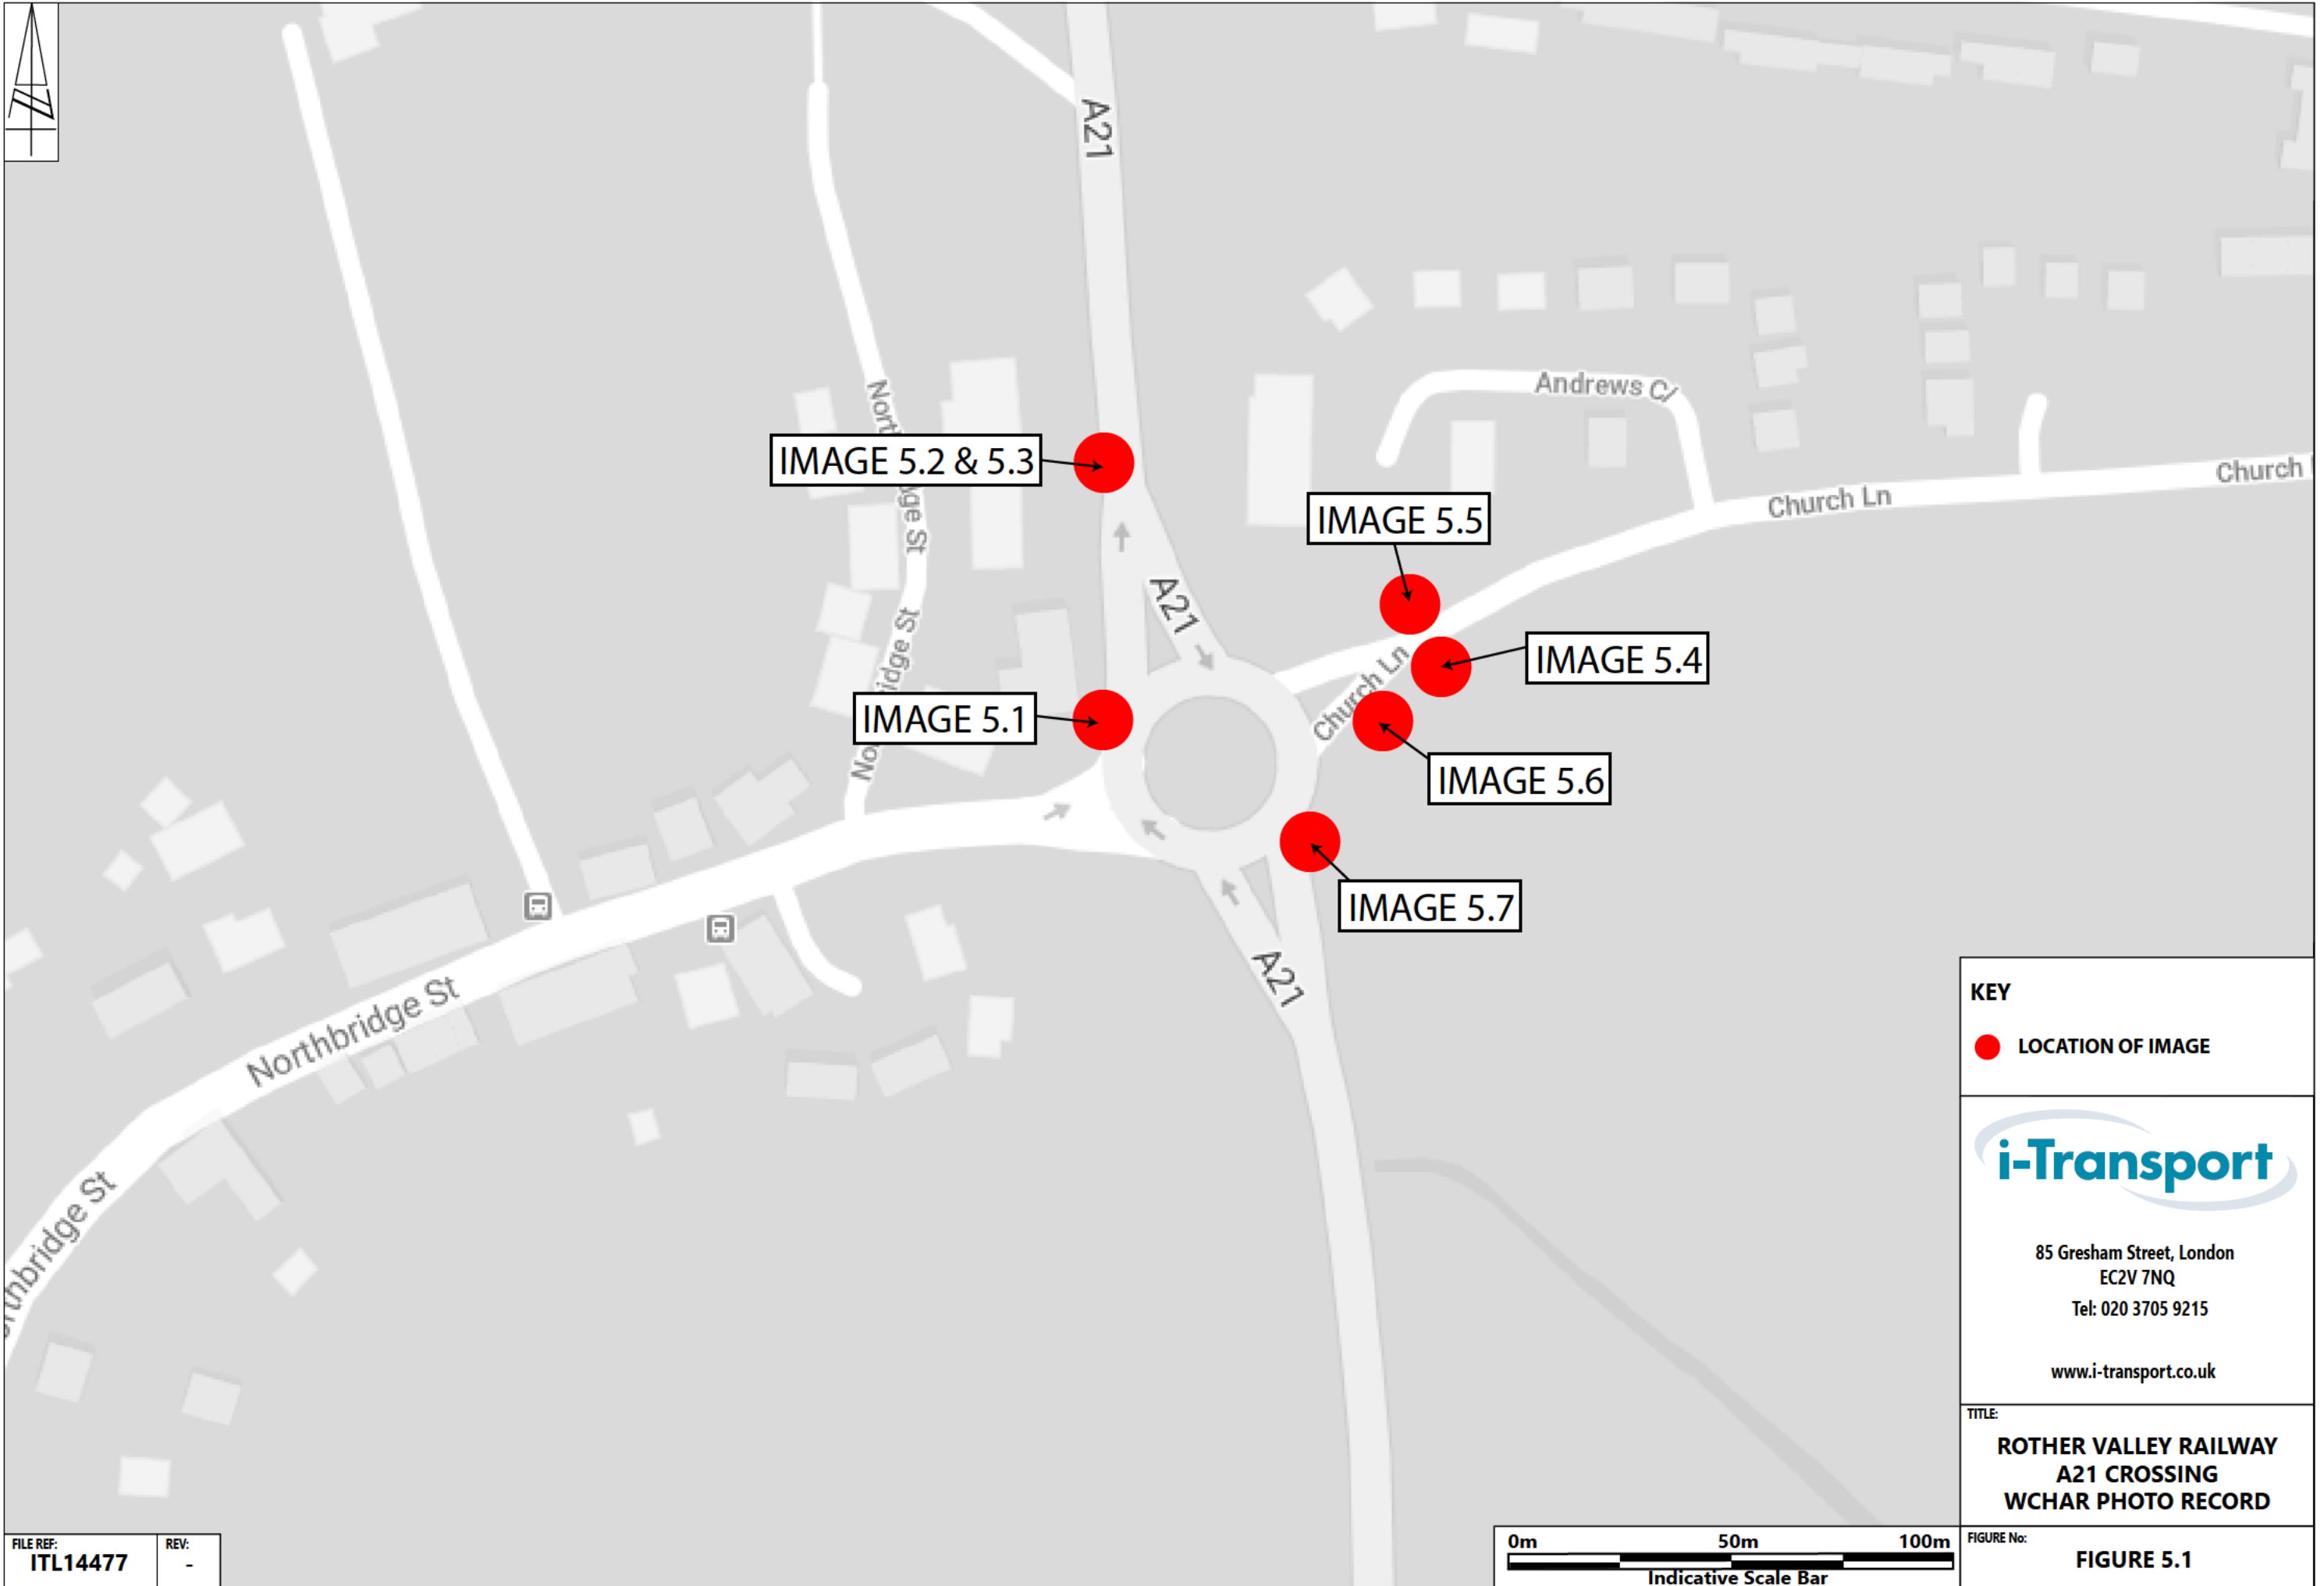 A21
Andrews Cl
Church Ln
Church
IMAGE 5.2 & 5.3
IMAGE 5.5
A21
IMAGE 5.4
Church Ln
IMAGE 5.1
IMAGE 5.6
IMAGE 5.7
A21
Northbridge St
KEY
LOCATION OF IMAGE
i-Transport
85 Gresham Street, London
EC2V 7NQ
Tel: 020 3705 9215
www.i-transport.co.uk
TITLE:
ROTHER VALLEY RAILWAY
A21 CROSSING
WCHAR PHOTO RECORD
FILE REF:
ITL14477
REV:
-
0m 50m 100m
Indicative Scale Bar
FIGURE No:
FIGURE 5.1